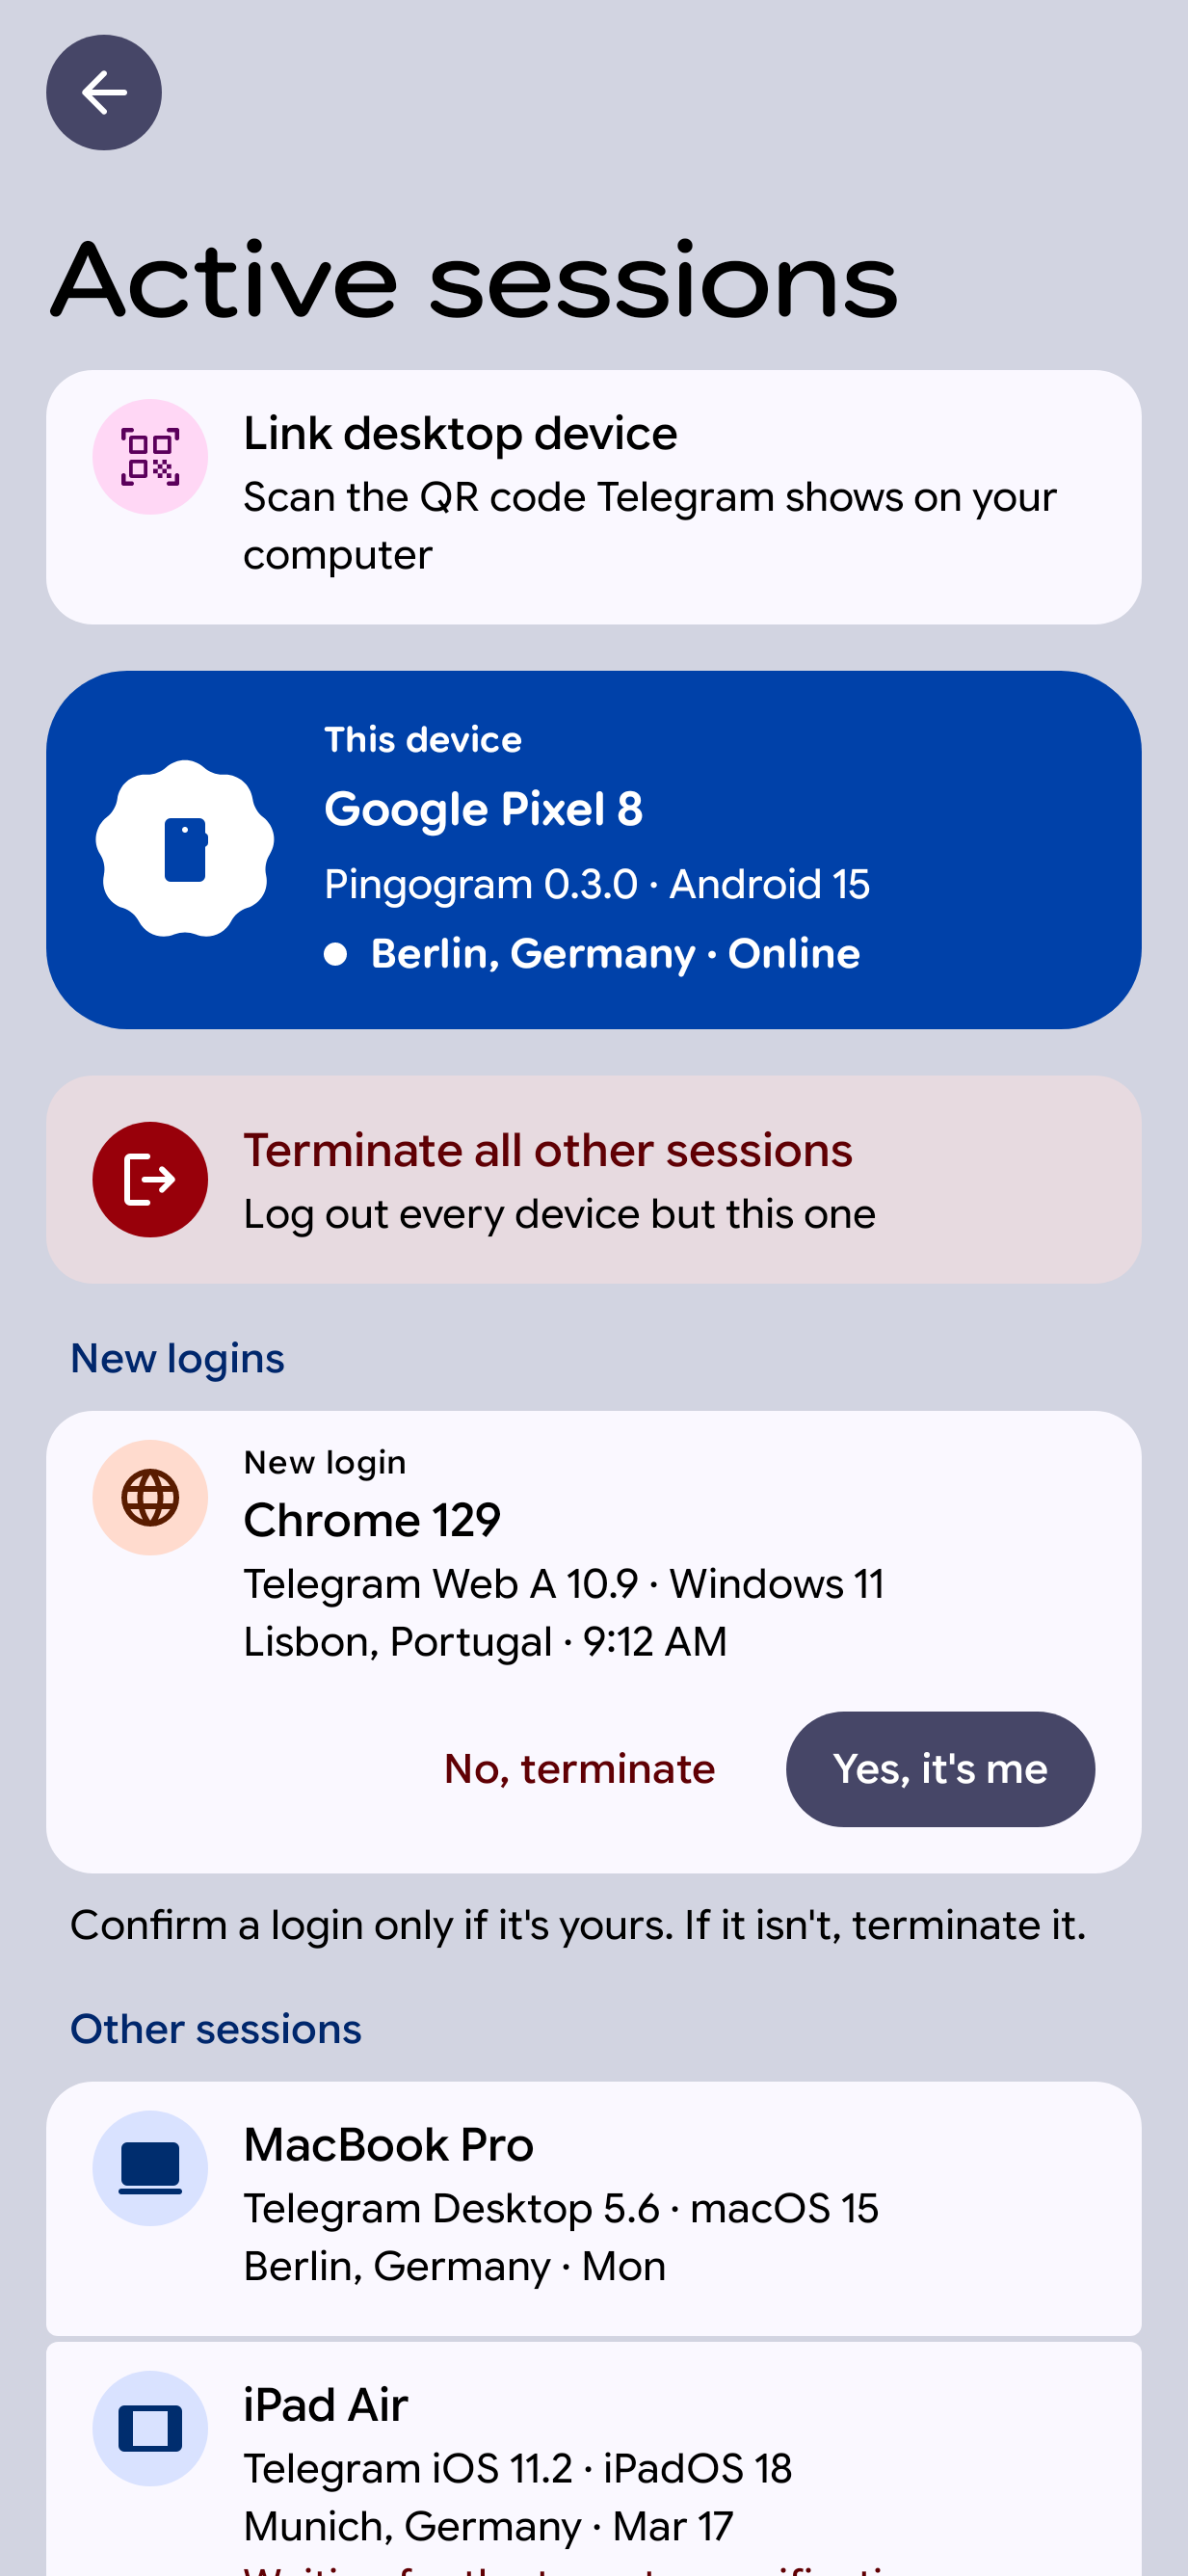 Active sessions
Link desktop device
Scan the QR code Telegram shows on your
computer
This device
Google Pixel 8
Pingogram 0.3.0 · Android 15
Berlin, Germany · Online
Terminate all other sessions
Log out every device but this one
New logins
New login
Chrome 129
Telegram Web A 10.9 · Windows 11
Lisbon, Portugal · 9:12 AM
No, terminate
Yes, it's me
Confirm a login only if it's yours. If it isn't, terminate it.
Other sessions
MacBook Pro
Telegram Desktop 5.6 · macOS 15
Berlin, Germany · Mon
iPad Air
Telegram iOS 11.2 · iPadOS 18
Munich, Germany · Mar 17